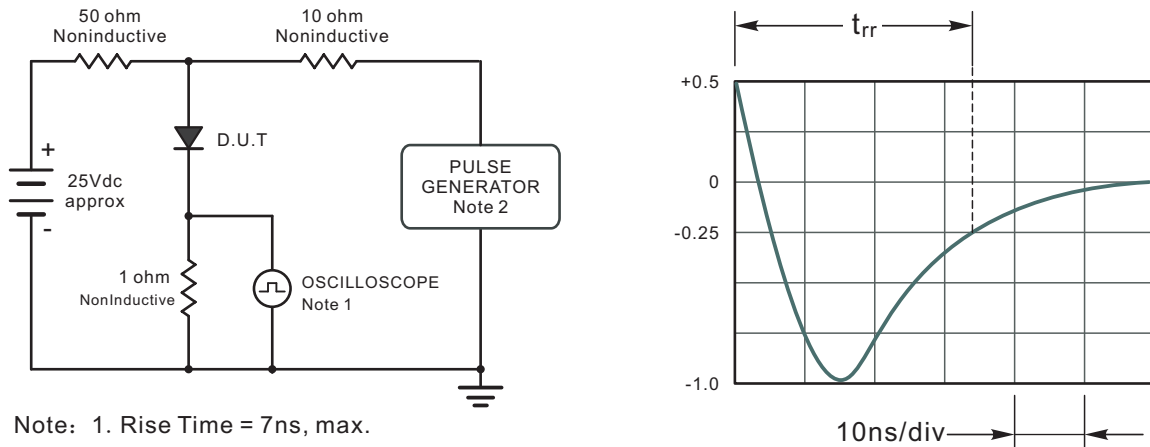 50 ohm
Noninductive
10 ohm
Noninductive
D.U.T
+
25Vdc
approx
-
PULSE
GENERATOR
Note 2
1 ohm
NonInductive
OSCILLOSCOPE
Note 1
Note: 1. Rise Time = 7ns, max.
trr
+0.5
0
-0.25
-1.0
10ns/div